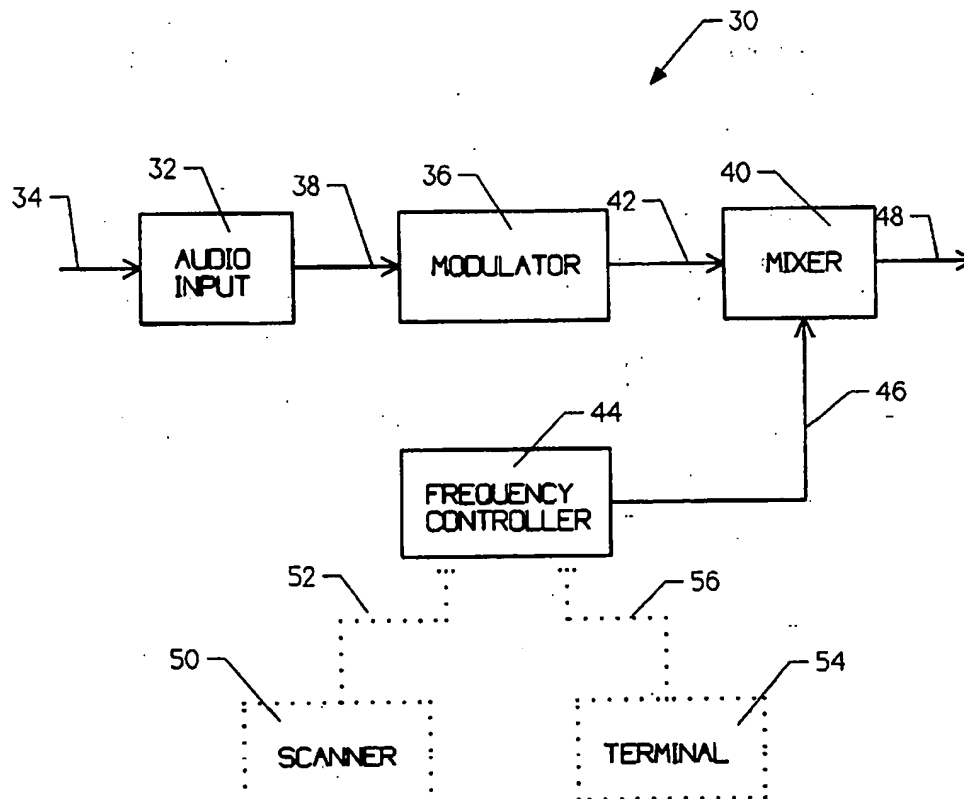 30
32
34
38
36
42
40
48
AUDIO
INPUT
MODULATOR
MIXER
46
44
FREQUENCY
CONTROLLER
52
56
50
54
SCANNER
TERMINAL